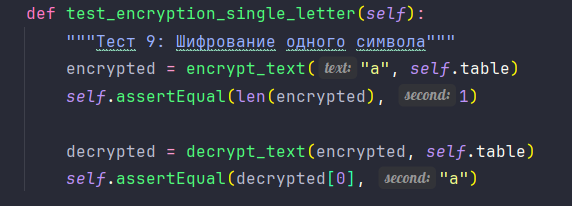 def test_encryption_single_letter(self):
"""Тест 9: Шифрование одного символа"""
encrypted = encrypt_text( text: "a", self.table)
self.assertEqual(len(encrypted), second: 1)
decrypted = decrypt_text(encrypted, self.table)
self.assertEqual(decrypted[0], second: "a")